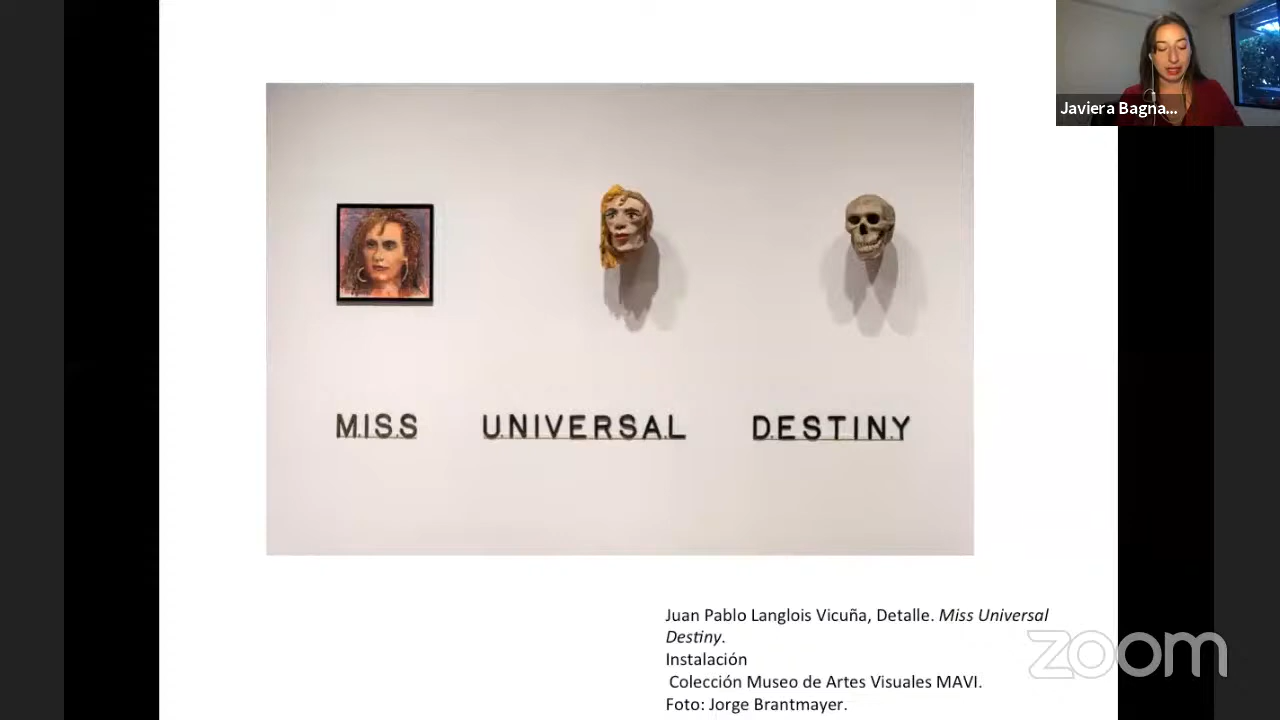 Javiera Bagna...
M.I.S.S UNIVERSAL DESTINY
Juan Pablo Langlois Vicuña, Detalle. Miss Universal
Destiny.
Instalación
Colección Museo de Artes Visuales MAVI.
Foto: Jorge Brantmayer.
zoom